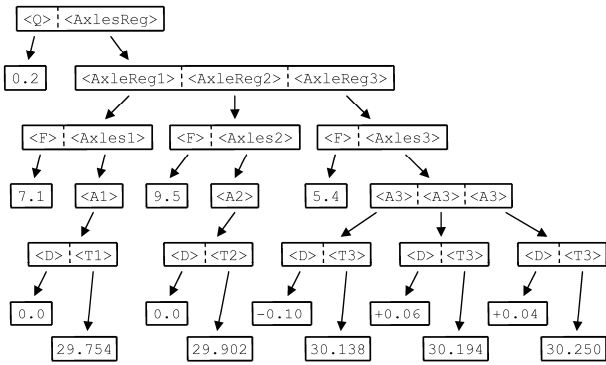 <Q> <AxlesReg>
0.2 <AxleReg1> <AxleReg2> <AxleReg3>
<F> <Axles1> <F> <Axles2> <F> <Axles3>
7.1 <A1> 9.5 <A2> 5.4 <A3> <A3> <A3>
<D> <T1> <D> <T2> <D> <T3> <D> <T3> <D> <T3>
0.0 0.0 -0.10 +0.06 +0.04
29.754 29.902 30.138 30.194 30.250